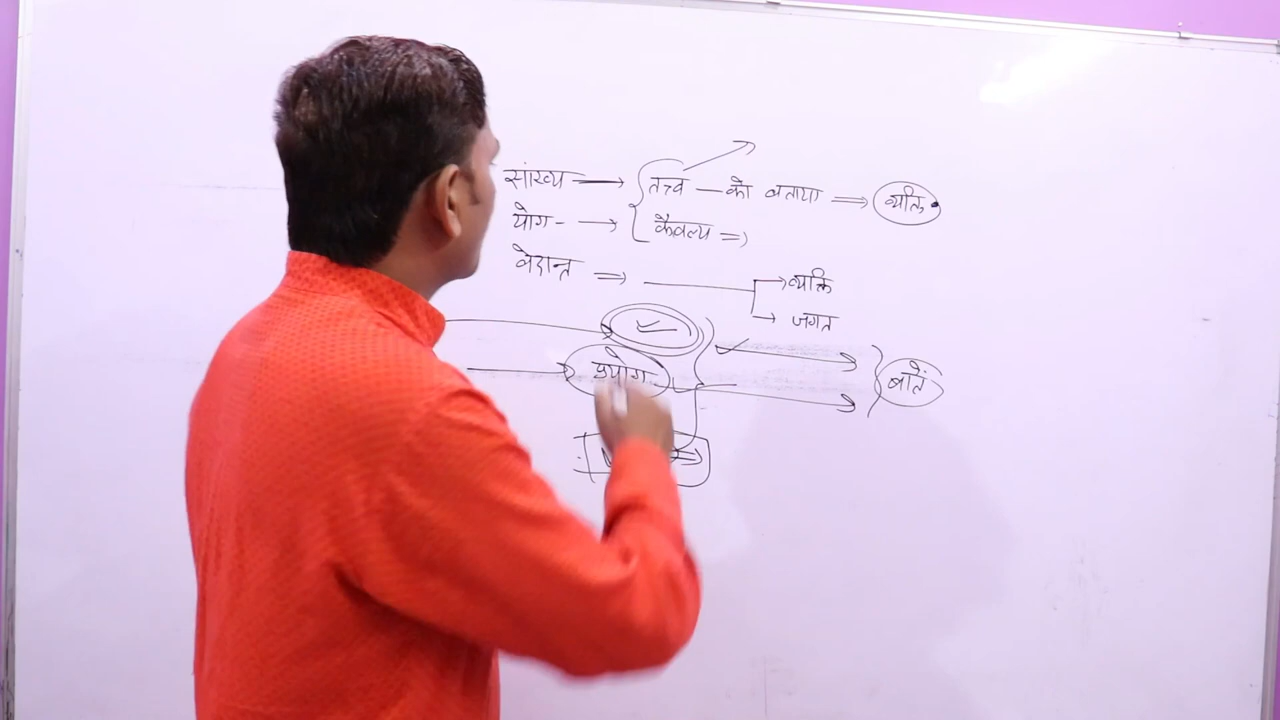 सांख्य → तत्त्व — को बताया ⇒ व्यक्ति
योग - → कैवल्य ⇒
वेदान्त ⇒ → व्यक्ति
→ जगत
बातें